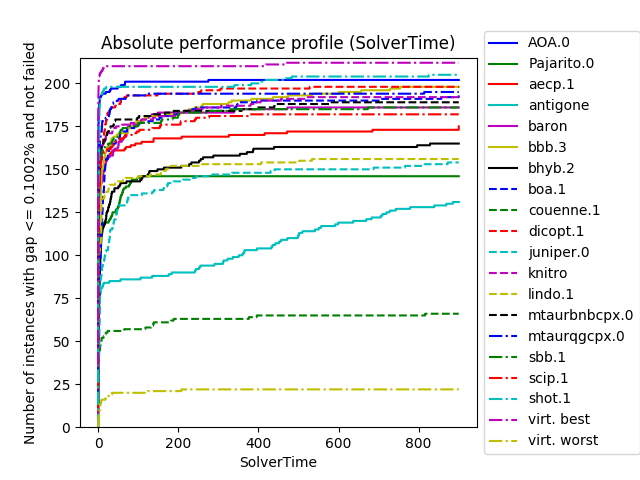 Absolute performance profile (SolverTime)
Number of instances with gap <= 0.1002% and not failed
200
175
150
125
100
75
50
25
0
0 200 400 600 800
SolverTime
AOA.0
Pajarito.0
aecp.1
antigone
baron
bbb.3
bhyb.2
boa.1
couenne.1
dicopt.1
juniper.0
knitro
lindo.1
mtaurbnbcpx.0
mtaurqgcpx.0
sbb.1
scip.1
shot.1
virt. best
virt. worst